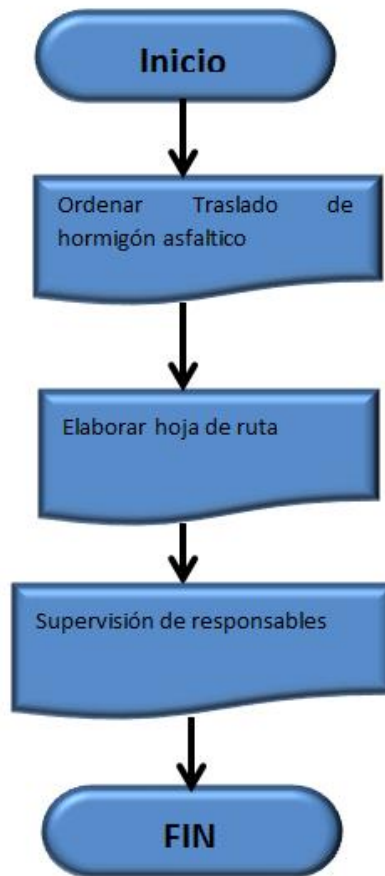 Inicio
Ordenar Traslado de
hormigón asfaltico
Elaborar hoja de ruta
Supervisión de responsables
FIN